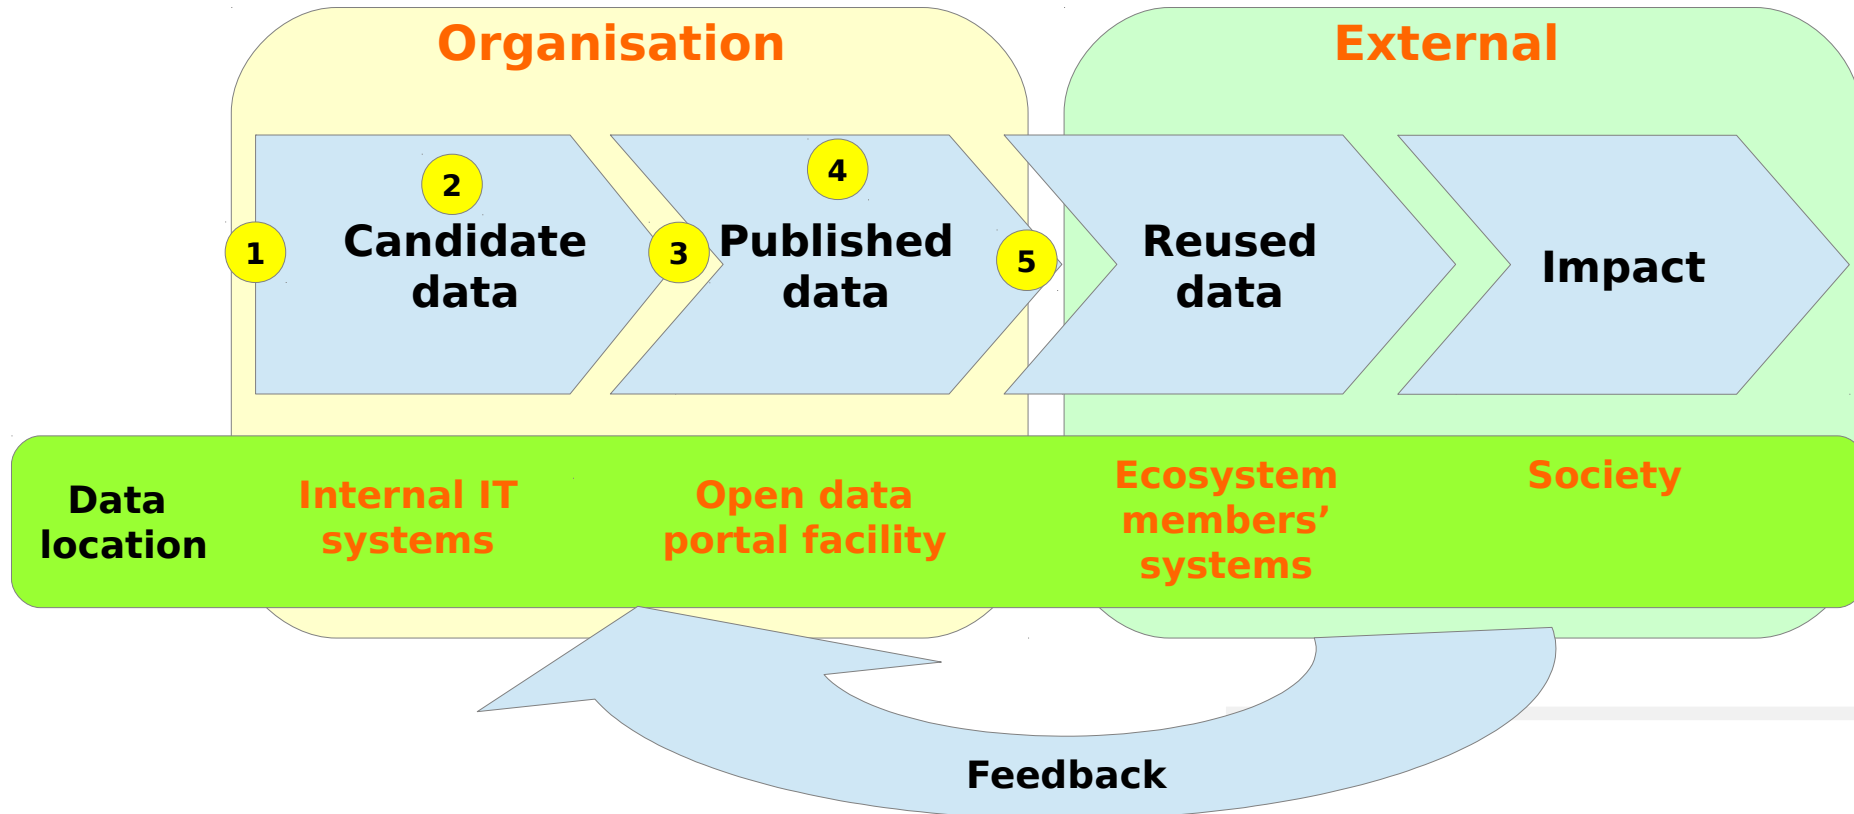 Organisation
External
1
2
Candidate
data
3
4
Published
data
5
Reused
data
Impact
Data
location
Internal IT
systems
Open data
portal facility
Ecosystem
members’
systems
Society
Feedback